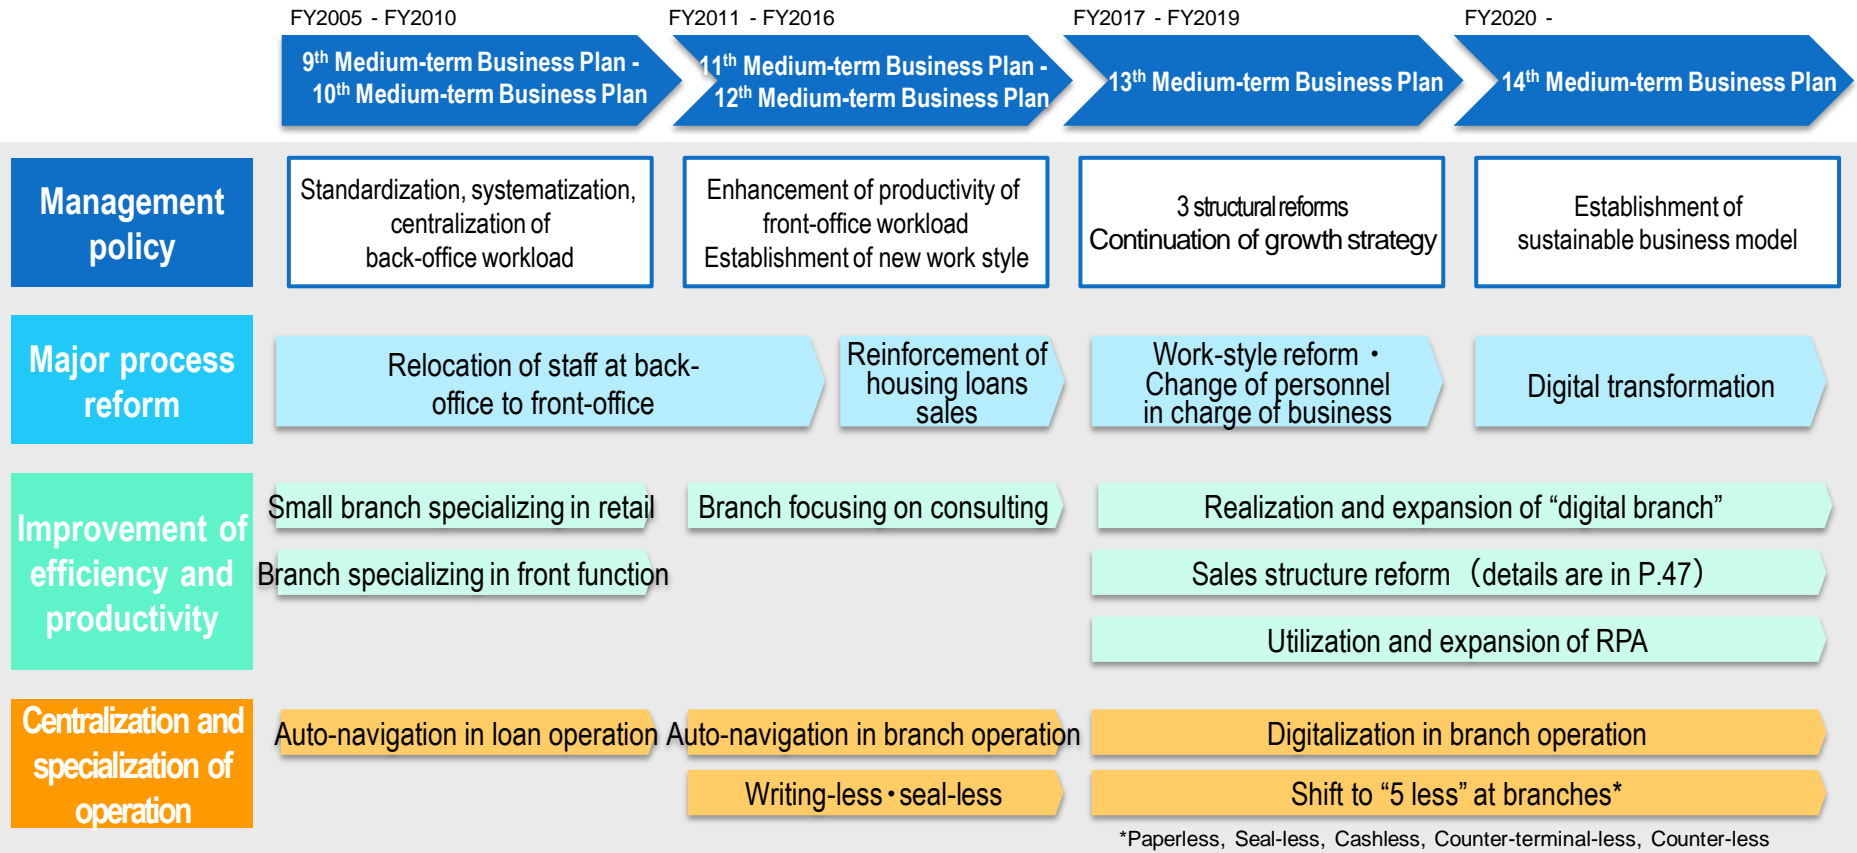 FY2005 - FY2010
FY2011 - FY2016
FY2017 - FY2019
FY2020 -
9th Medium-term Business Plan -
10th Medium-term Business Plan
11th Medium-term Business Plan -
12th Medium-term Business Plan
13th Medium-term Business Plan
14th Medium-term Business Plan
Management
policy
Standardization, systematization,
centralization of
back-office workload
Enhancement of productivity of
front-office workload
Establishment of new work style
3 structural reforms
Continuation of growth strategy
Establishment of
sustainable business model
Major process
reform
Relocation of staff at back-
office to front-office
Reinforcement of
housing loans
sales
Work-style reform・
Change of personnel
in charge of business
Digital transformation
Improvement of
efficiency and
productivity
Small branch specializing in retail
Branch focusing on consulting
Realization and expansion of “digital branch”
Branch specializing in front function
Sales structure reform（details are in P.47）
Utilization and expansion of RPA
Centralization and
specialization of
operation
Auto-navigation in loan operation
Auto-navigation in branch operation
Digitalization in branch operation
Writing-less・seal-less
Shift to “5 less” at branches*
*Paperless, Seal-less, Cashless, Counter-terminal-less, Counter-less